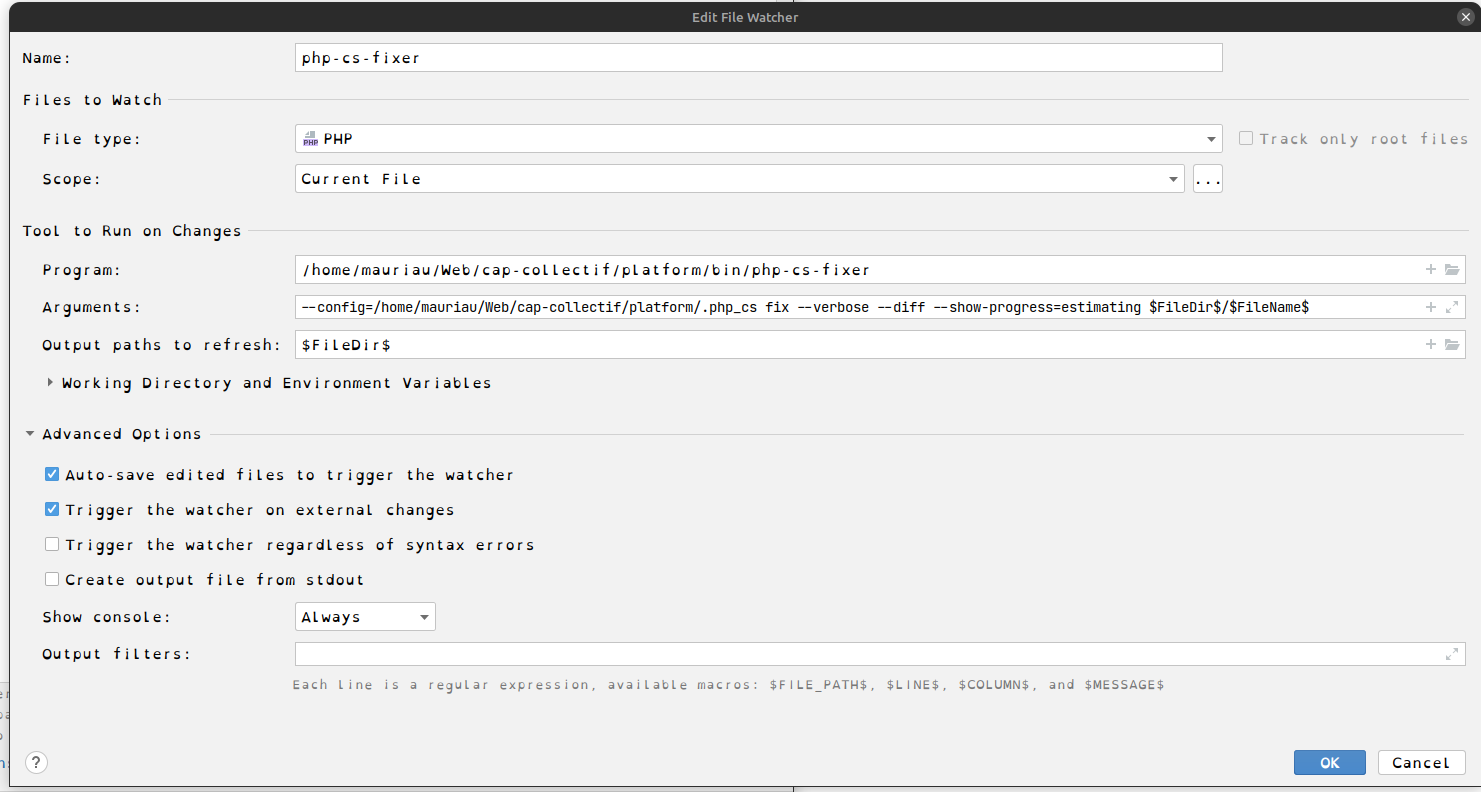 Edit File Watcher
Name: php-cs-fixer
Files to Watch
File type: PHP PHP Track only root files
Scope: Current File ...
Tool to Run on Changes
Program: /home/mauriau/Web/cap-collectif/platform/bin/php-cs-fixer
Arguments: --config=/home/mauriau/Web/cap-collectif/platform/.php_cs fix --verbose --diff --show-progress=estimating $FileDir$/$FileName$
Output paths to refresh: $FileDir$
Working Directory and Environment Variables
Advanced Options
Auto-save edited files to trigger the watcher
Trigger the watcher on external changes
Trigger the watcher regardless of syntax errors
Create output file from stdout
Show console: Always
Output filters:
Each line is a regular expression, available macros: $FILE_PATH$, $LINE$, $COLUMN$, and $MESSAGE$
? OK Cancel